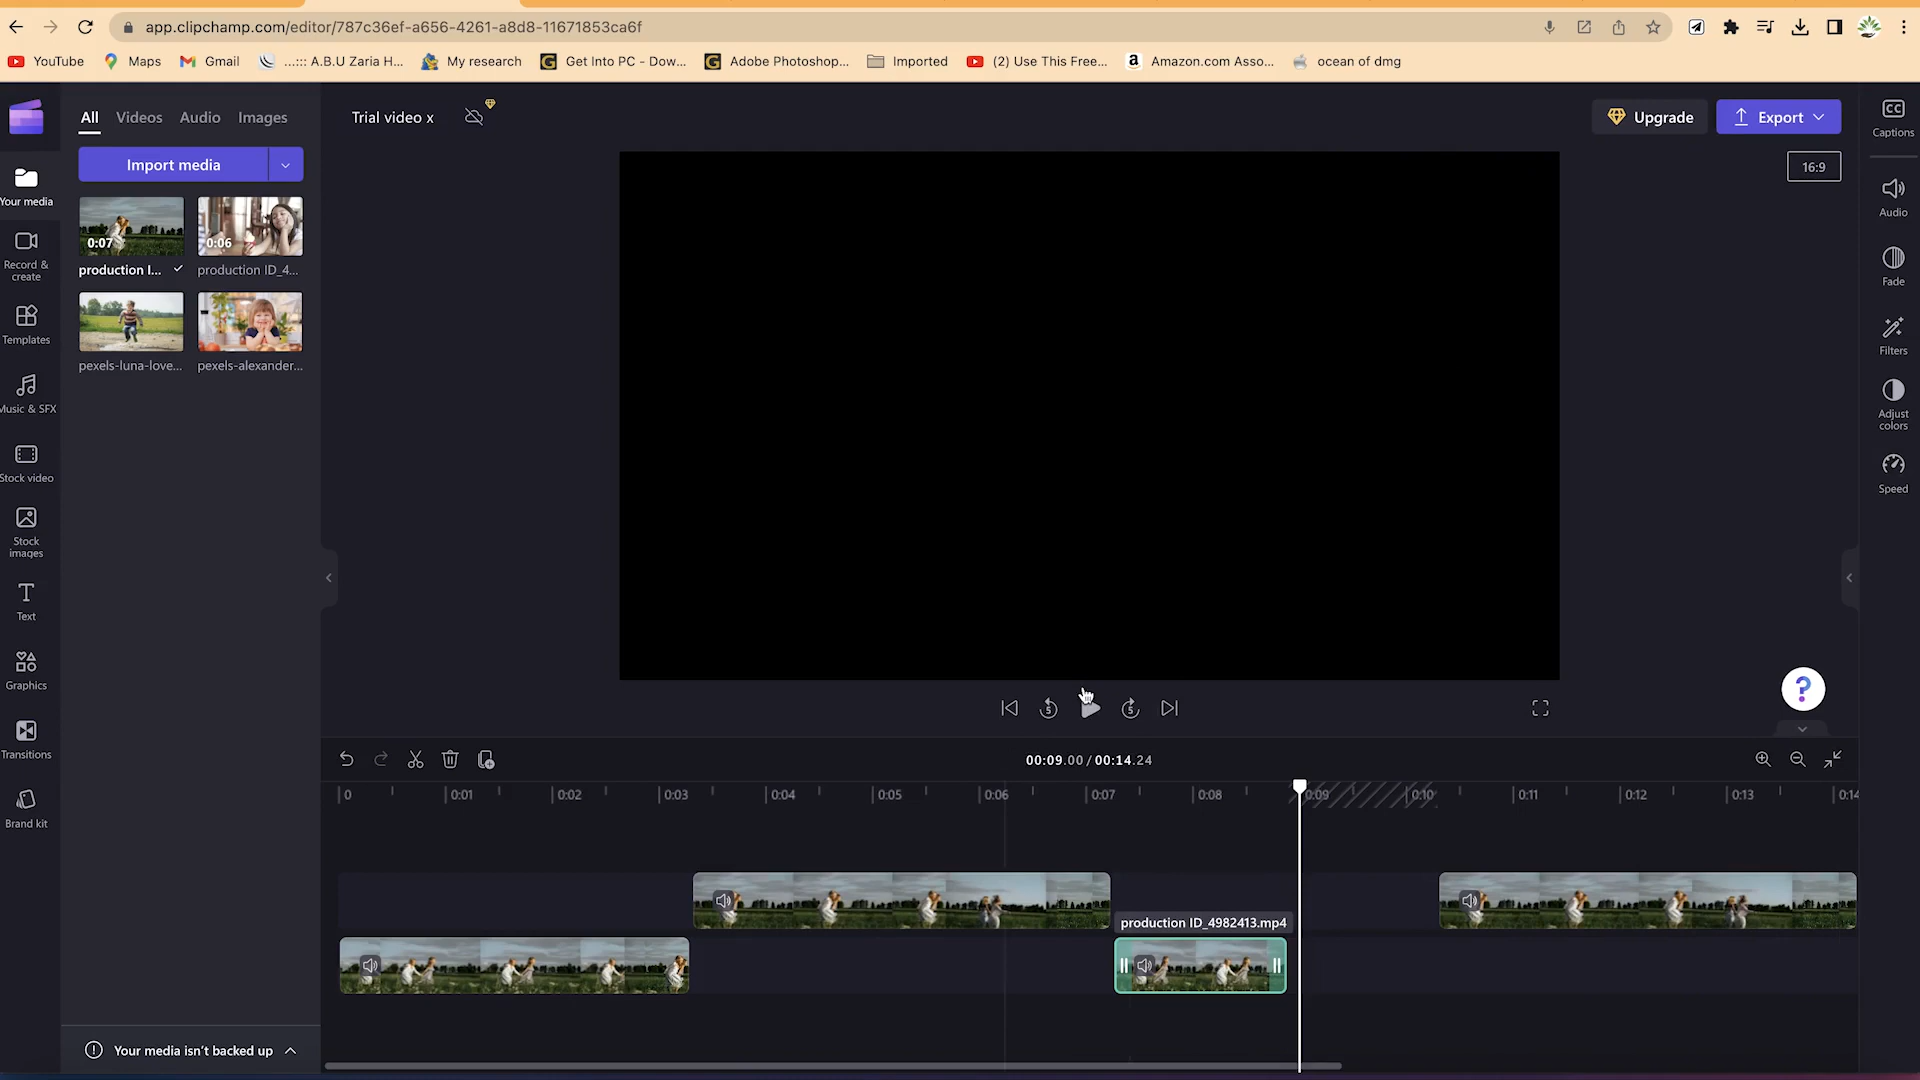 app.clipchamp.com/editor/787c36ef-a656-4261-a8d8-11671853ca6f
YouTube Maps Gmail ...::: A.B.U Zaria H... My research Get Into PC - Dow... Adobe Photoshop... Imported (2) Use This Free... Amazon.com Asso... ocean of dmg
All Videos Audio Images
Trial video x
Upgrade
Export
Captions
Import media
16:9
Your media
Audio
0:07
0:06
production I...
production ID_4...
Record &
create
Fade
Templates
Filters
pexels-luna-love...
pexels-alexander...
Music & SFX
Adjust
colors
Stock video
Speed
Stock
images
Text
Graphics
?
5
5
Transitions
00:09.00 / 00:14.24
0 0:01 0:02 0:03 0:04 0:05 0:06 0:07 0:08 0:09 0:10 0:11 0:12 0:13 0:14
Brand kit
production ID_4982413.mp4
Your media isn't backed up